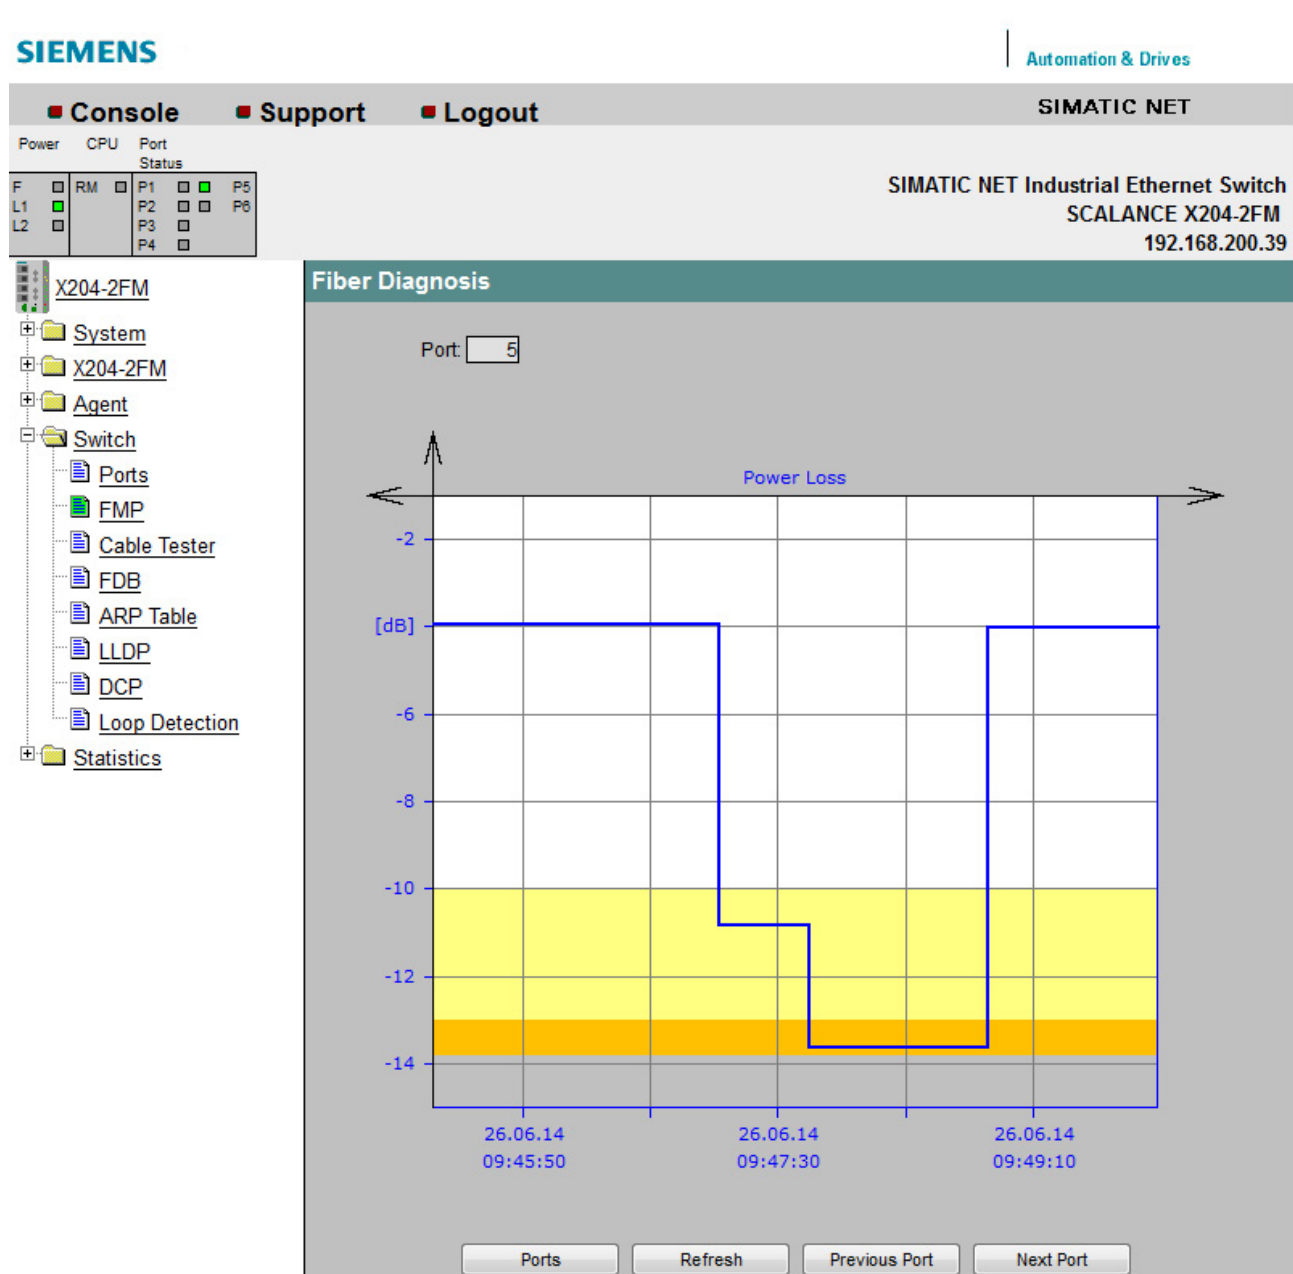 SIEMENS
Automation & Drives
Console Support Logout SIMATIC NET
Power CPU Port
Status
F RM P1 P5
L1 P2 P6
L2 P3
P4
SIMATIC NET Industrial Ethernet Switch
SCALANCE X204-2FM
192.168.200.39
X204-2FM
System
X204-2FM
Agent
Switch
Ports
FMP
Cable Tester
FDB
ARP Table
LLDP
DCP
Loop Detection
Statistics
Fiber Diagnosis
Port: 5
Power Loss
-2
[dB]
-6
-8
-10
-12
-14
26.06.14 26.06.14 26.06.14
09:45:50 09:47:30 09:49:10
Ports Refresh Previous Port Next Port